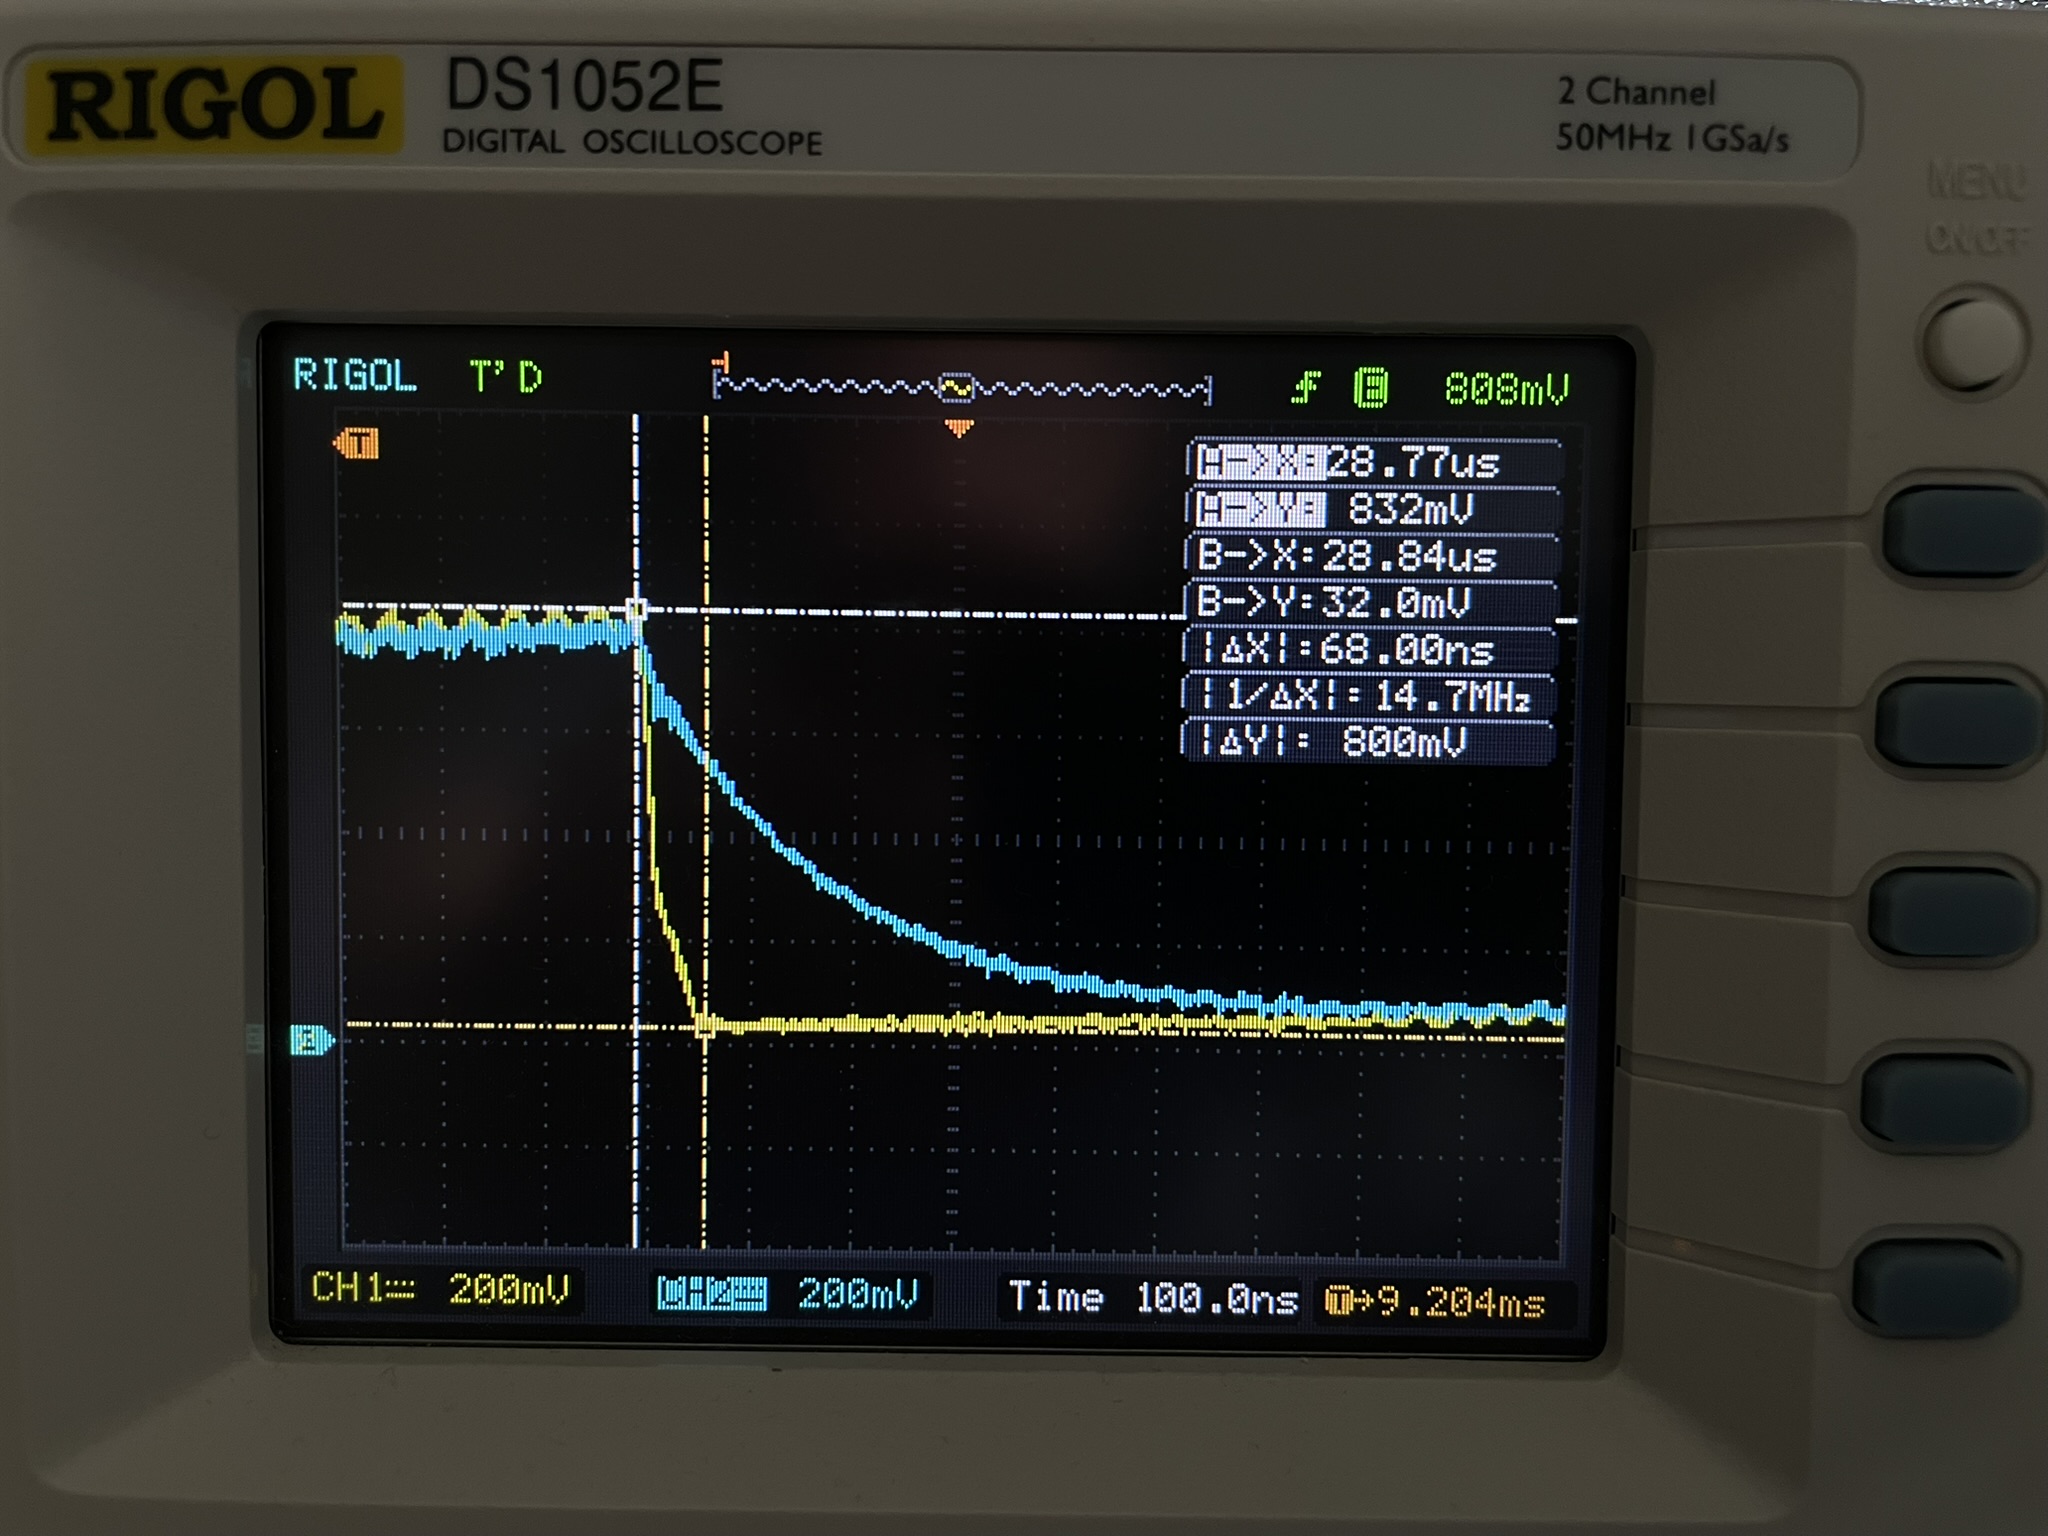 RIGOL DS1052E
DIGITAL OSCILLOSCOPE
2 Channel
50MHz 1GSa/s
MENU
ON/OFF
RIGOL T'D 808mV
T
A->X: 28.77us
A->Y: 832mV
B->X: 28.84us
B->Y: 32.0mV
|ΔX|: 68.00ns
|1/ΔX|: 14.7MHz
|ΔY|: 800mV
2
CH1 200mV CH2 200mV Time 100.0ns T→9.204ms